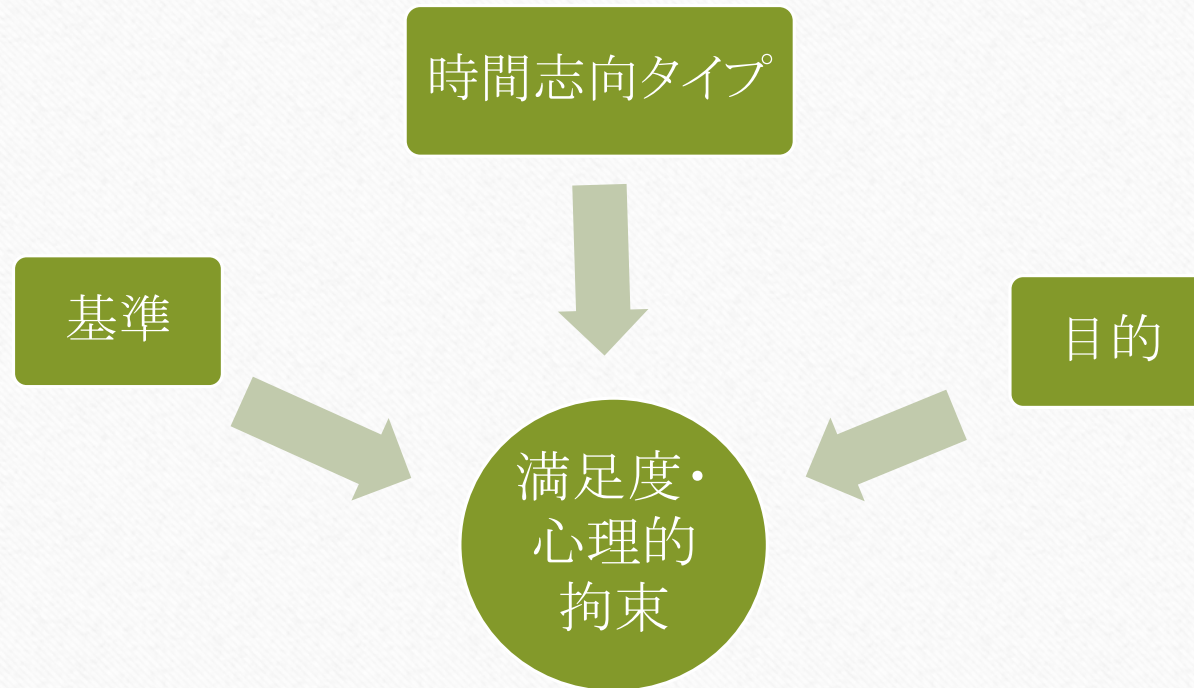 時間志向タイプ
基準
目的
満足度・
心理的
拘束